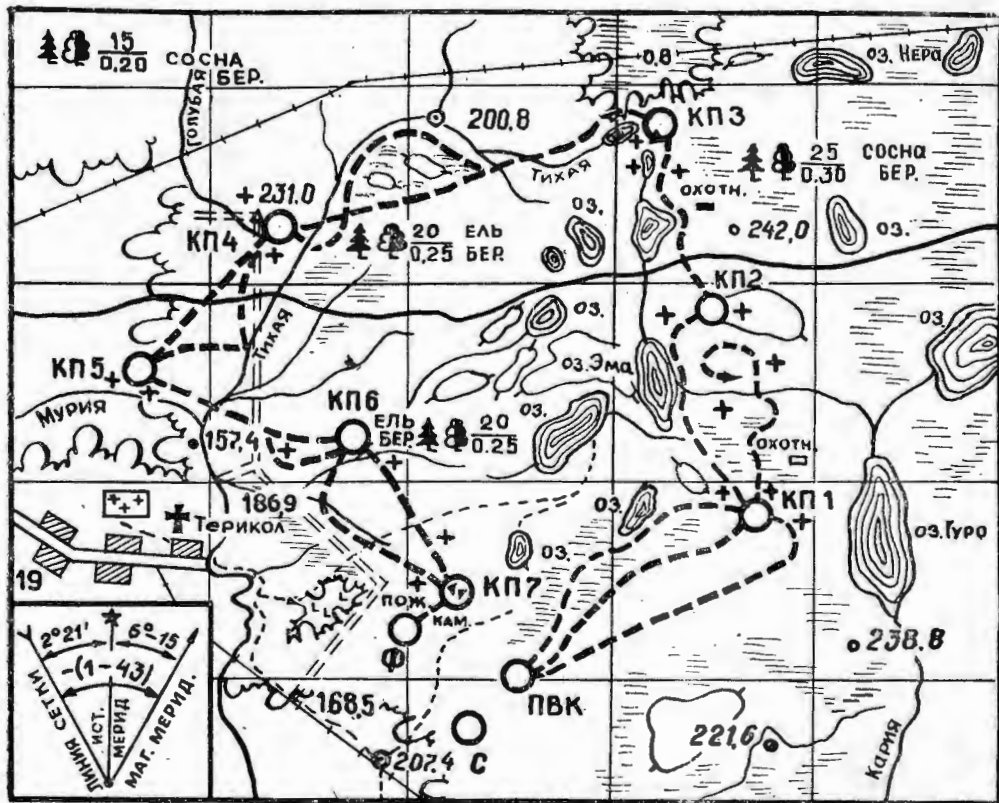 15
0,20
СОСНА
БЕР.
ГОЛУБАЯ
0,8
оз. Нера
200,8
КП3
Тихая
охотн.
25
0,30
СОСНА
БЕР.
231.0
КП4
20
0,25
ЕЛЬ
БЕР.
оз.
242,0
оз.
КП2
Тихая
оз.
оз.
КП5
оз. Эма
Мурия
КП6
ЕЛЬ
БЕР.
20
0.25
оз.
157,4
охотн.
186,9
Терикол
оз.
КП1
оз. Гуро
19
оз.
КП7
пож.
кам.
Ф
238.8
2°21'
6°-15
-(1-43)
ЛИНИЯ СЕТКИ
ИСТ.
МЕРИД
МАГ. МЕРИД.
168,5
ПВК
С
207.4
221,6
Кария